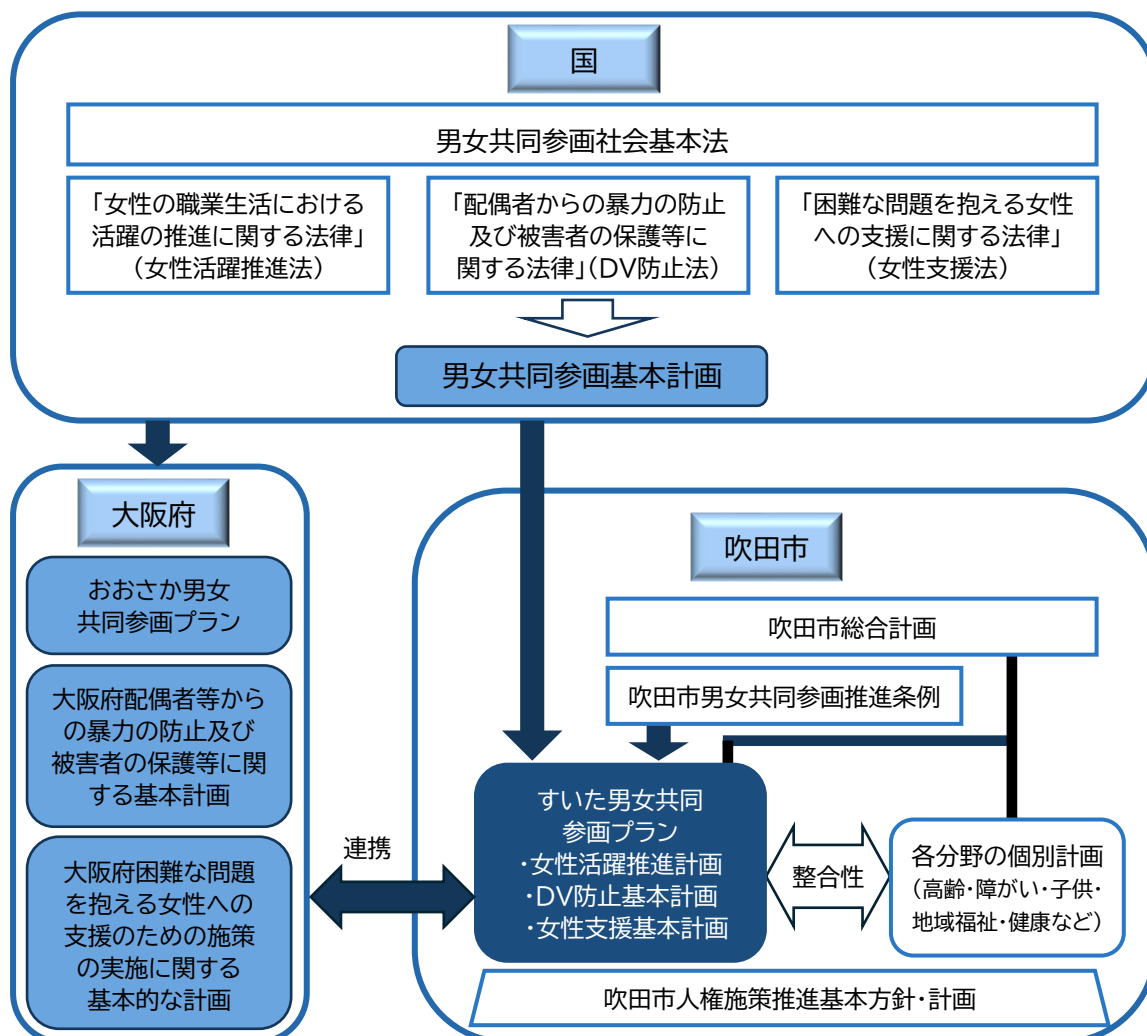 国
男女共同参画社会基本法
「女性の職業生活における
活躍の推進に関する法律」
（女性活躍推進法）
「配偶者からの暴力の防止
及び被害者の保護等に
関する法律」（DV防止法）
「困難な問題を抱える女性
への支援に関する法律」
（女性支援法）
男女共同参画基本計画
大阪府
おおさか男女
共同参画プラン
大阪府配偶者等から
の暴力の防止及び
被害者の保護等に関
する基本計画
大阪府困難な問題
を抱える女性への
支援のための施策
の実施に関する
基本的な計画
連携
吹田市
吹田市総合計画
吹田市男女共同参画推進条例
すいた男女共同
参画プラン
・女性活躍推進計画
・DV防止基本計画
・女性支援基本計画
整合性
各分野の個別計画
（高齢・障がい・子供・
地域福祉・健康など）
吹田市人権施策推進基本方針・計画